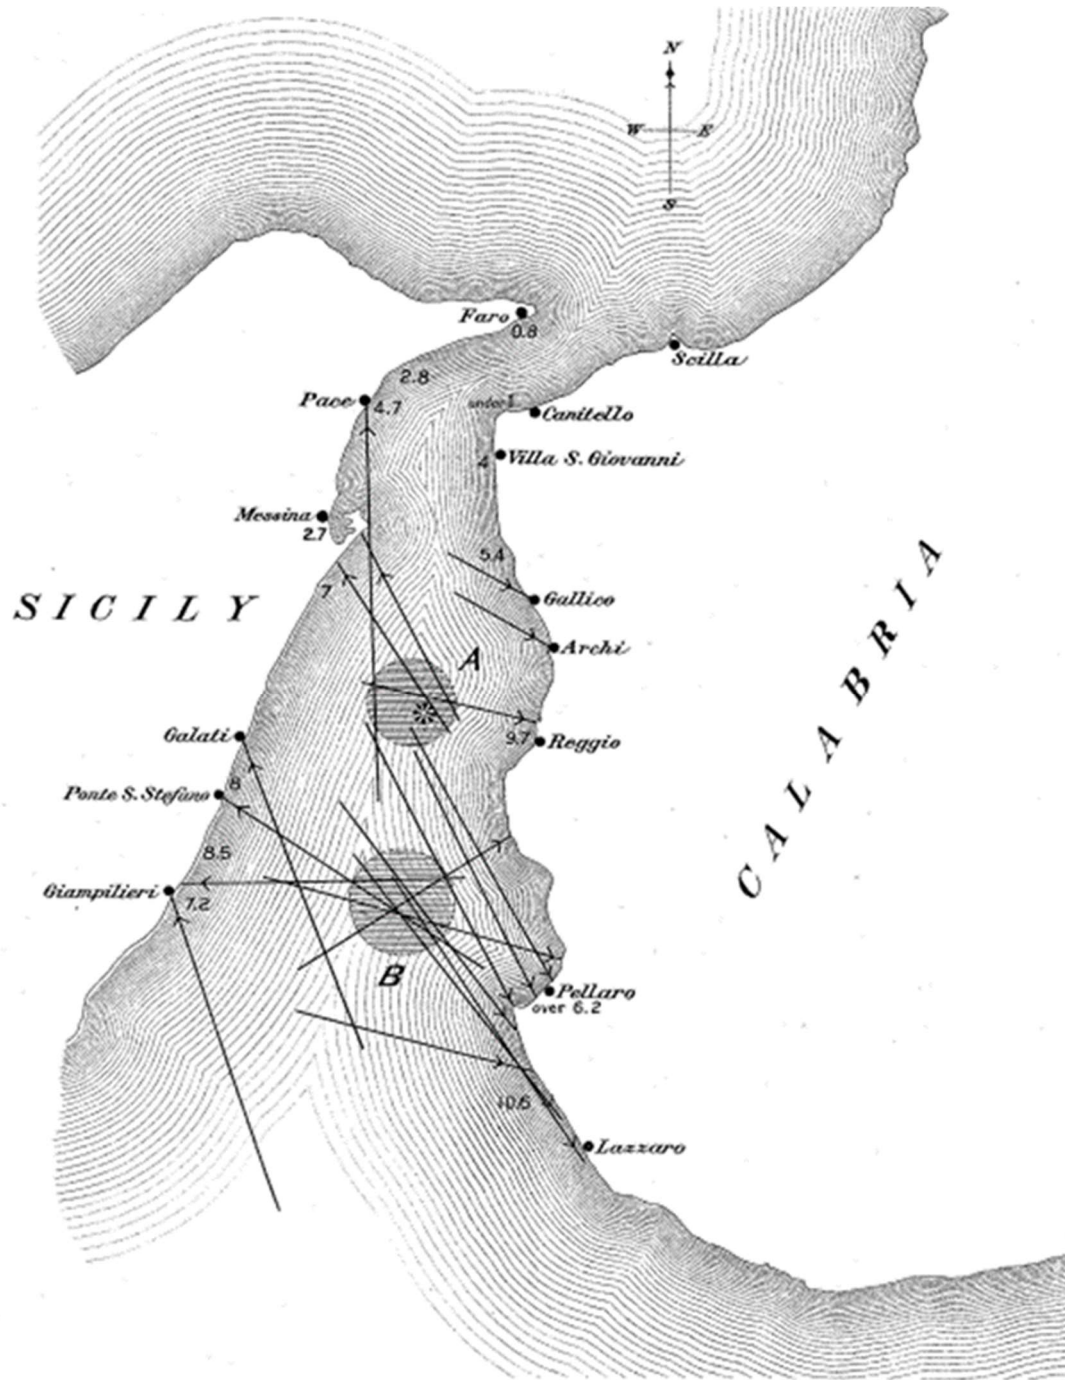 N
W E
S
Faro
0.8
Scilla
2.8
Pace
4.7
under 1
Canitello
4
Villa S. Giovanni
Messina
2.7
5.4
7
Gallico
SICILY
Archi
A
CALABRIA
Galati
9.7
Reggio
8
Ponte S. Stefano
8.5
Giampilieri
7.2
B
Pellaro
over 6.2
10.6
Lazzaro